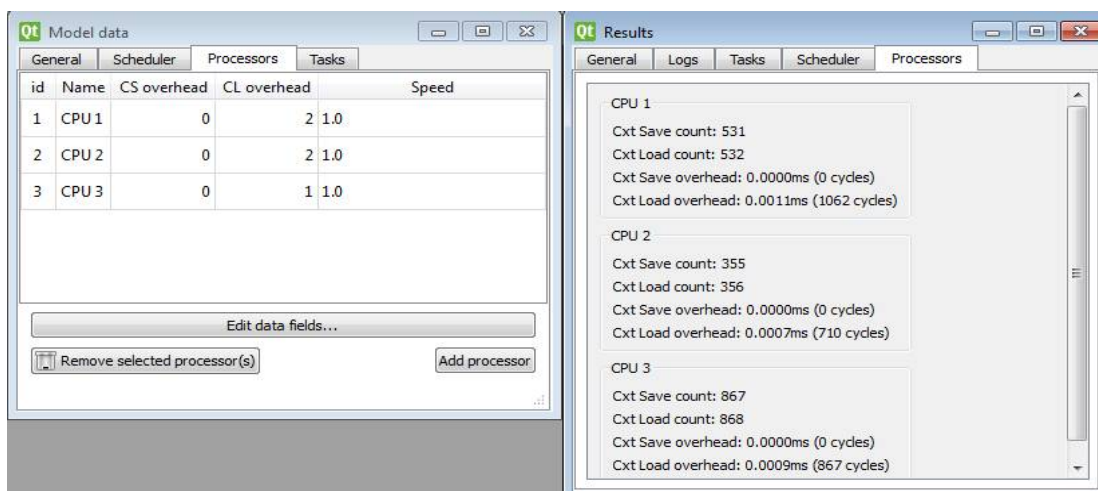 Qt Model data
General Scheduler Processors Tasks
id Name CS overhead CL overhead Speed
1 CPU 1 0 2 1.0
2 CPU 2 0 2 1.0
3 CPU 3 0 1 1.0
Edit data fields...
Remove selected processor(s) Add processor
Qt Results
General Logs Tasks Scheduler Processors
CPU 1
Cxt Save count: 531
Cxt Load count: 532
Cxt Save overhead: 0.0000ms (0 cycles)
Cxt Load overhead: 0.0011ms (1062 cycles)
CPU 2
Cxt Save count: 355
Cxt Load count: 356
Cxt Save overhead: 0.0000ms (0 cycles)
Cxt Load overhead: 0.0007ms (710 cycles)
CPU 3
Cxt Save count: 867
Cxt Load count: 868
Cxt Save overhead: 0.0000ms (0 cycles)
Cxt Load overhead: 0.0009ms (867 cycles)